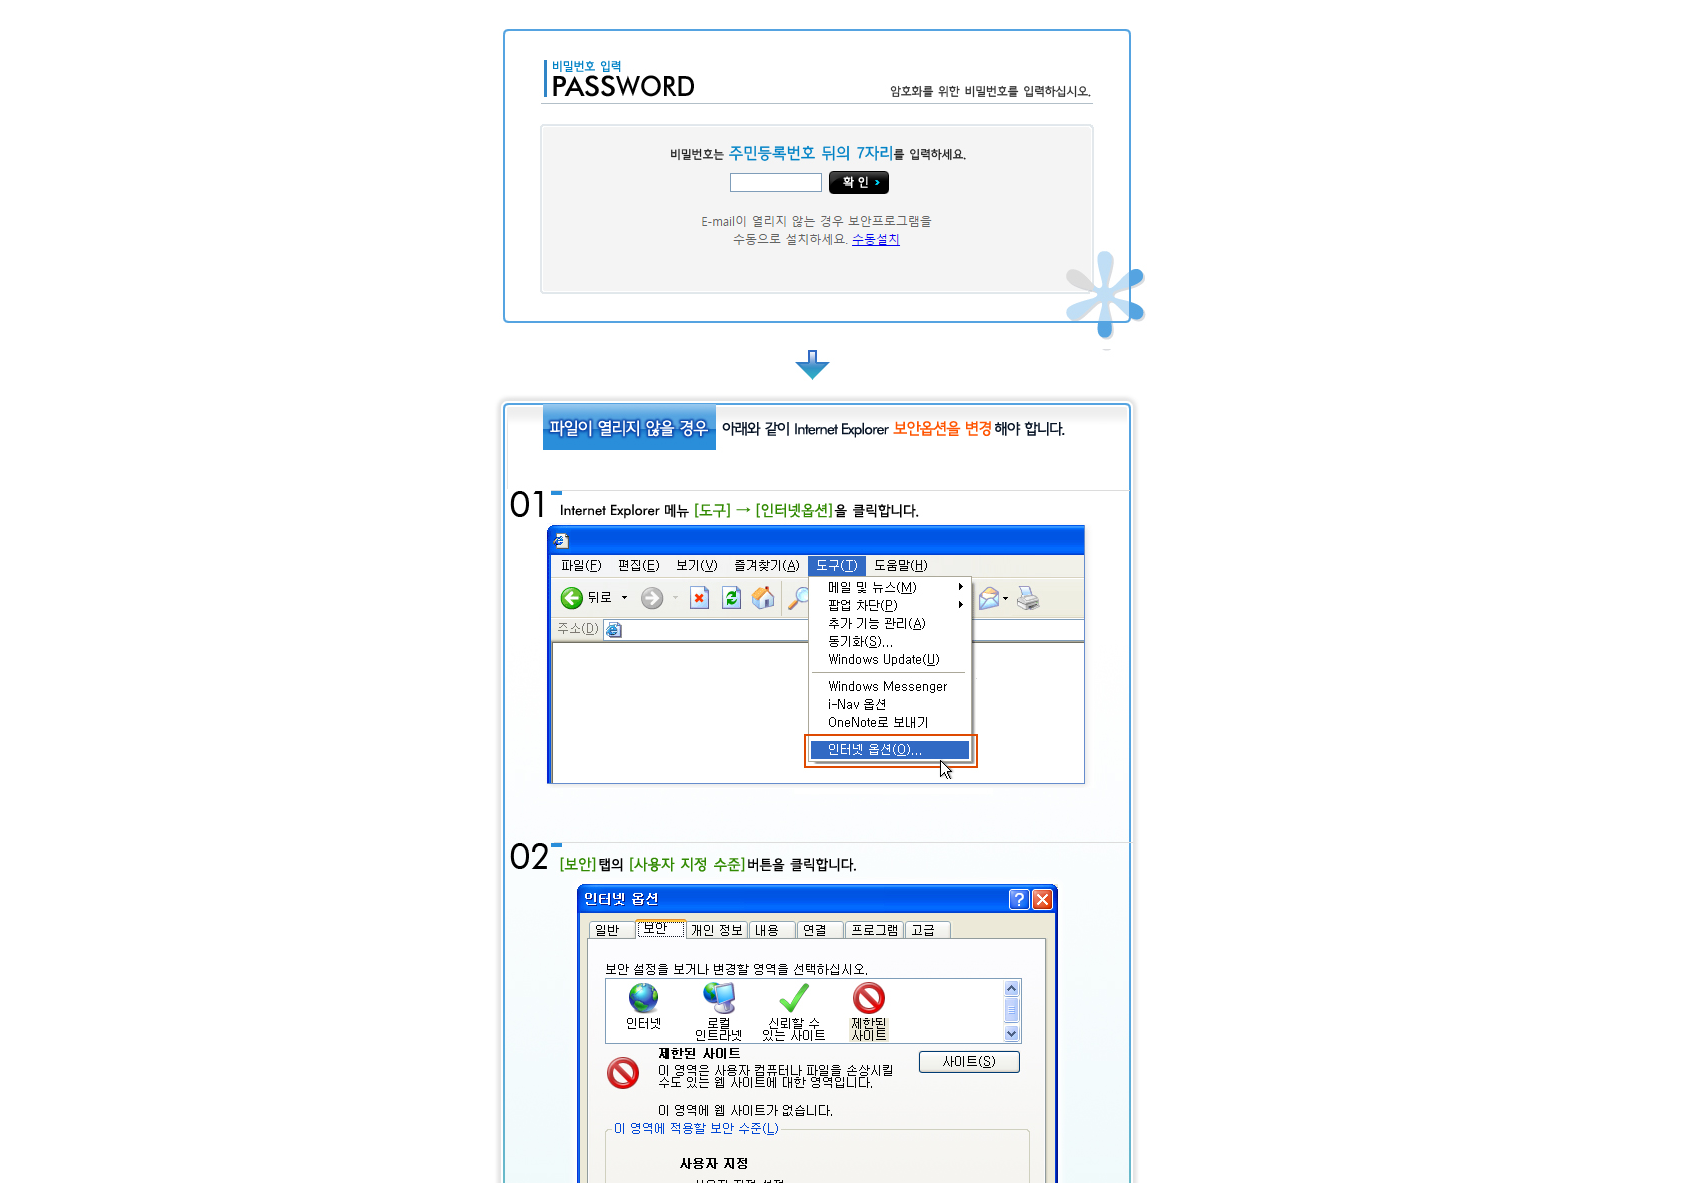 비밀번호 입력
PASSWORD
암호화를 위한 비밀번호를 입력하십시오.
비밀번호는 주민등록번호 뒤의 7자리를 입력하세요.
확 인
E-mail이 열리지 않는 경우 보안프로그램을
수동으로 설치하세요. 수동설치
파일이 열리지 않을 경우 아래와 같이 Internet Explorer 보안옵션을 변경 해야 합니다.
01 Internet Explorer 메뉴 [도구] → [인터넷옵션]을 클릭합니다.
파일(F) 편집(E) 보기(V) 즐겨찾기(A) 도구(T) 도움말(H)
메일 및 뉴스(M)
뒤로
팝업 차단(P)
추가 기능 관리(A)
주소(D)
동기화(S)...
Windows Update(U)
Windows Messenger
i-Nav 옵션
OneNote로 보내기
인터넷 옵션(O)...
02 [보안]탭의 [사용자 지정 수준]버튼을 클릭합니다.
인터넷 옵션
일반 보안 개인 정보 내용 연결 프로그램 고급
보안 설정을 보거나 변경할 영역을 선택하십시오.
인터넷
로컬 인트라넷
신뢰할 수 있는 사이트
제한된 사이트
제한된 사이트
이 영역은 사용자 컴퓨터나 파일을 손상시킬
수도 있는 웹 사이트에 대한 영역입니다.
사이트(S)
이 영역에 웹 사이트가 없습니다.
이 영역에 적용할 보안 수준(L)
사용자 지정